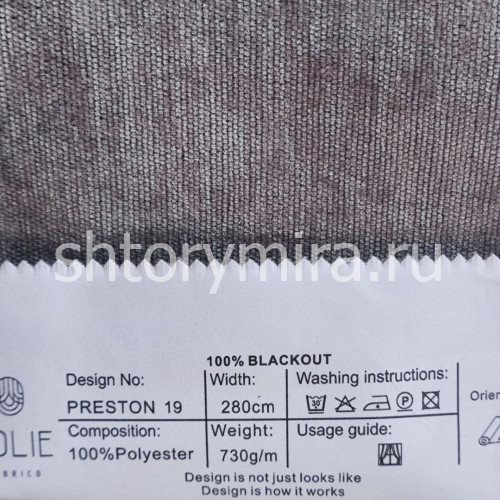 shtorymira.ru
100% BLACKOUT
Design No:
PRESTON 19
Width:
280cm
Washing instructions:
30
P
Composition:
100%Polyester
Weight:
730g/m
Usage guide:
Design is not just looks like
Design is how it works